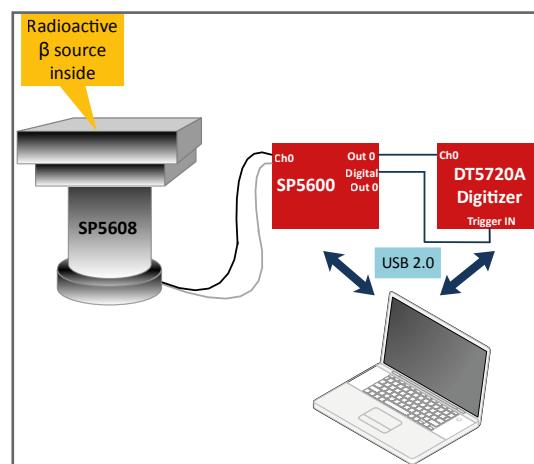 Radioactive
β source
inside
SP5608
Ch0
Out 0
SP5600
Digital
Out 0
Ch0
DT5720A
Digitizer
Trigger IN
USB 2.0